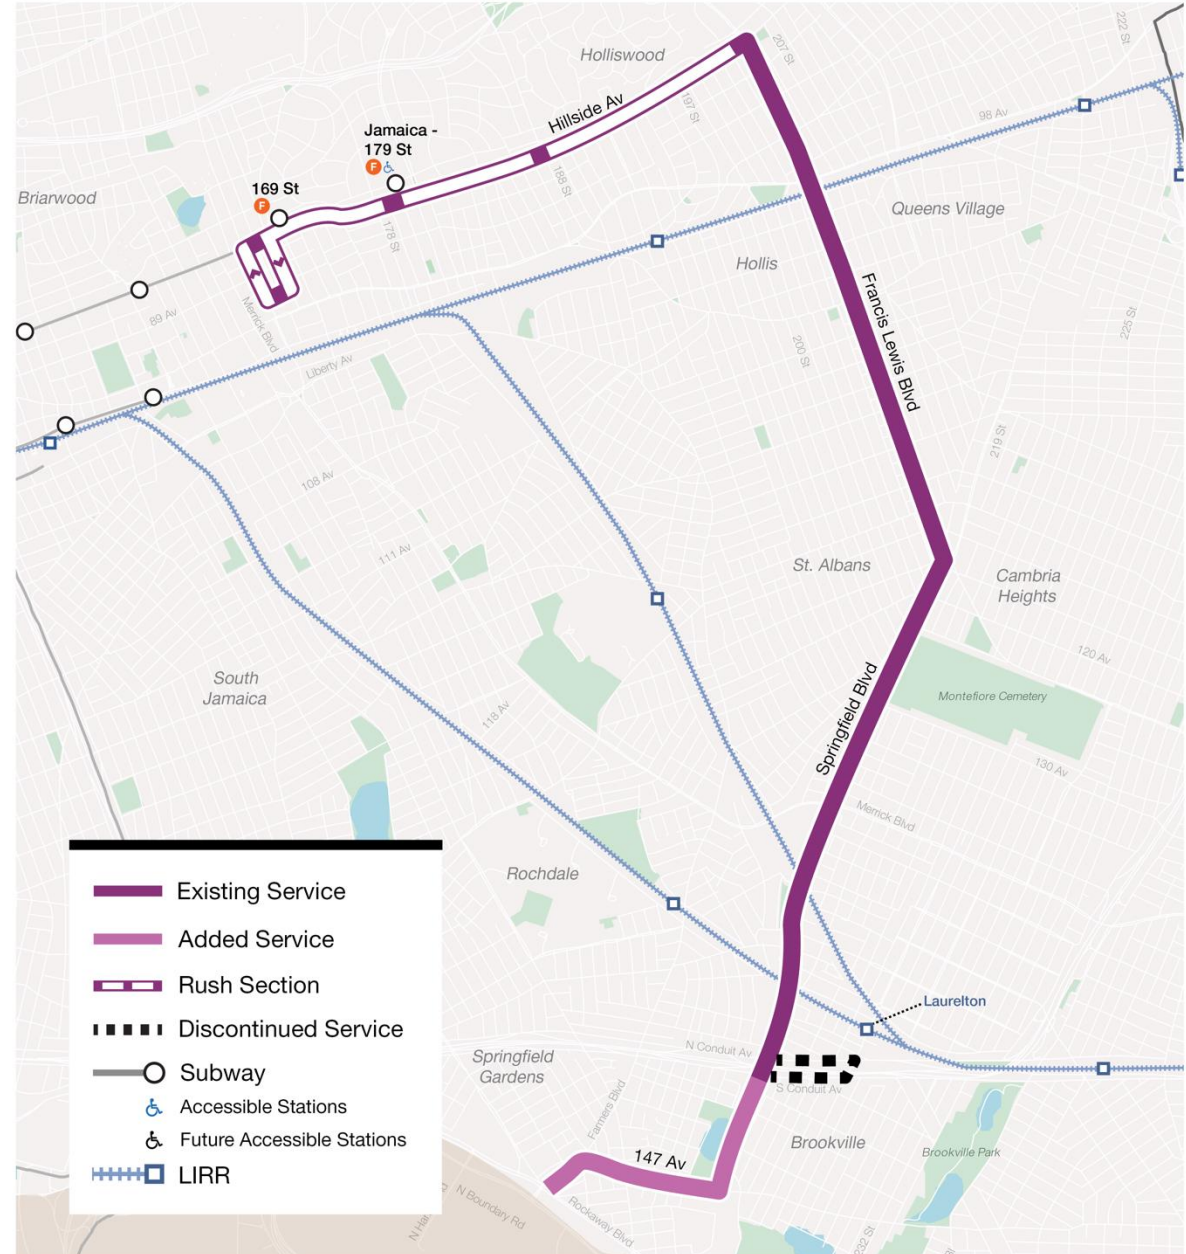 222 St
207 St
Holliswood
197 St
Hillside Av
98 Av
Jamaica -
179 St
F
188 St
169 St
F
Briarwood
178 St
Queens Village
Hollis
Merrick Blvd
89 Av
Francis Lewis Blvd
225 St
200 St
Liberty Av
219 St
108 Av
111 Av
St. Albans
Cambria
Heights
120 Av
South
Jamaica
Montefiore Cemetery
118 Av
Springfield Blvd
130 Av
Merrick Blvd
Rochdale
Existing Service
Added Service
Rush Section
Discontinued Service
Subway
Accessible Stations
Future Accessible Stations
LIRR
Laurelton
N Conduit Av
Springfield
Gardens
S Conduit Av
Farmers Blvd
Brookville
Brookville Park
147 Av
N Boundary Rd
Rockaway Blvd
232 St